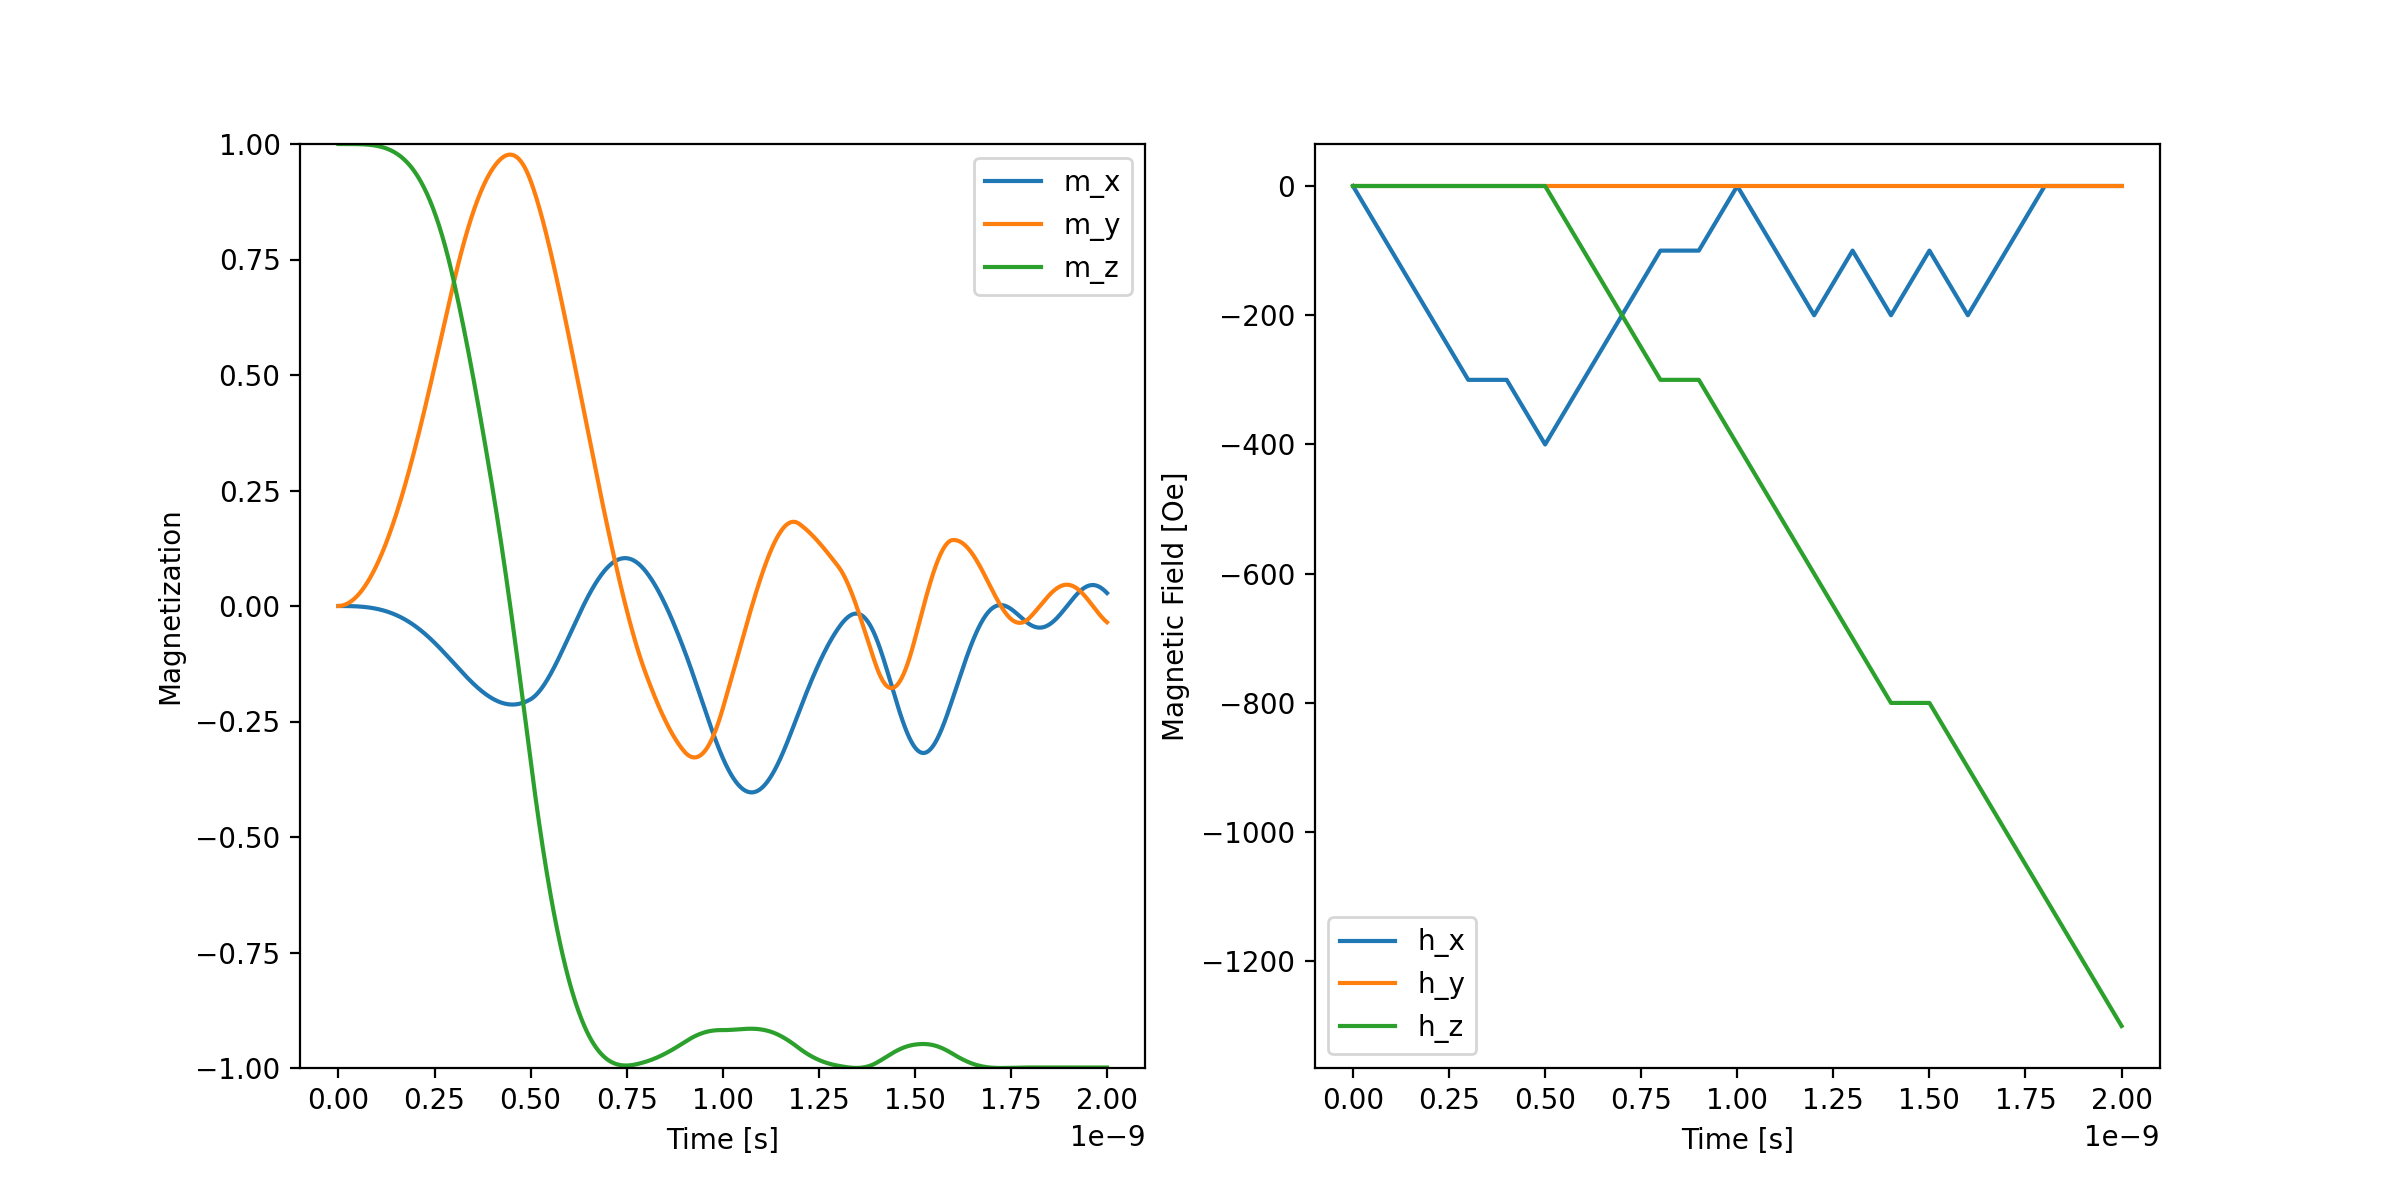 1.00
0.75
0.50
0.25
0.00
−0.25
−0.50
−0.75
−1.00
Magnetization
m_x
m_y
m_z
0.00 0.25 0.50 0.75 1.00 1.25 1.50 1.75 2.00
Time [s]
1e−9
0
−200
−400
−600
−800
−1000
−1200
Magnetic Field [Oe]
h_x
h_y
h_z
0.00 0.25 0.50 0.75 1.00 1.25 1.50 1.75 2.00
Time [s]
1e−9